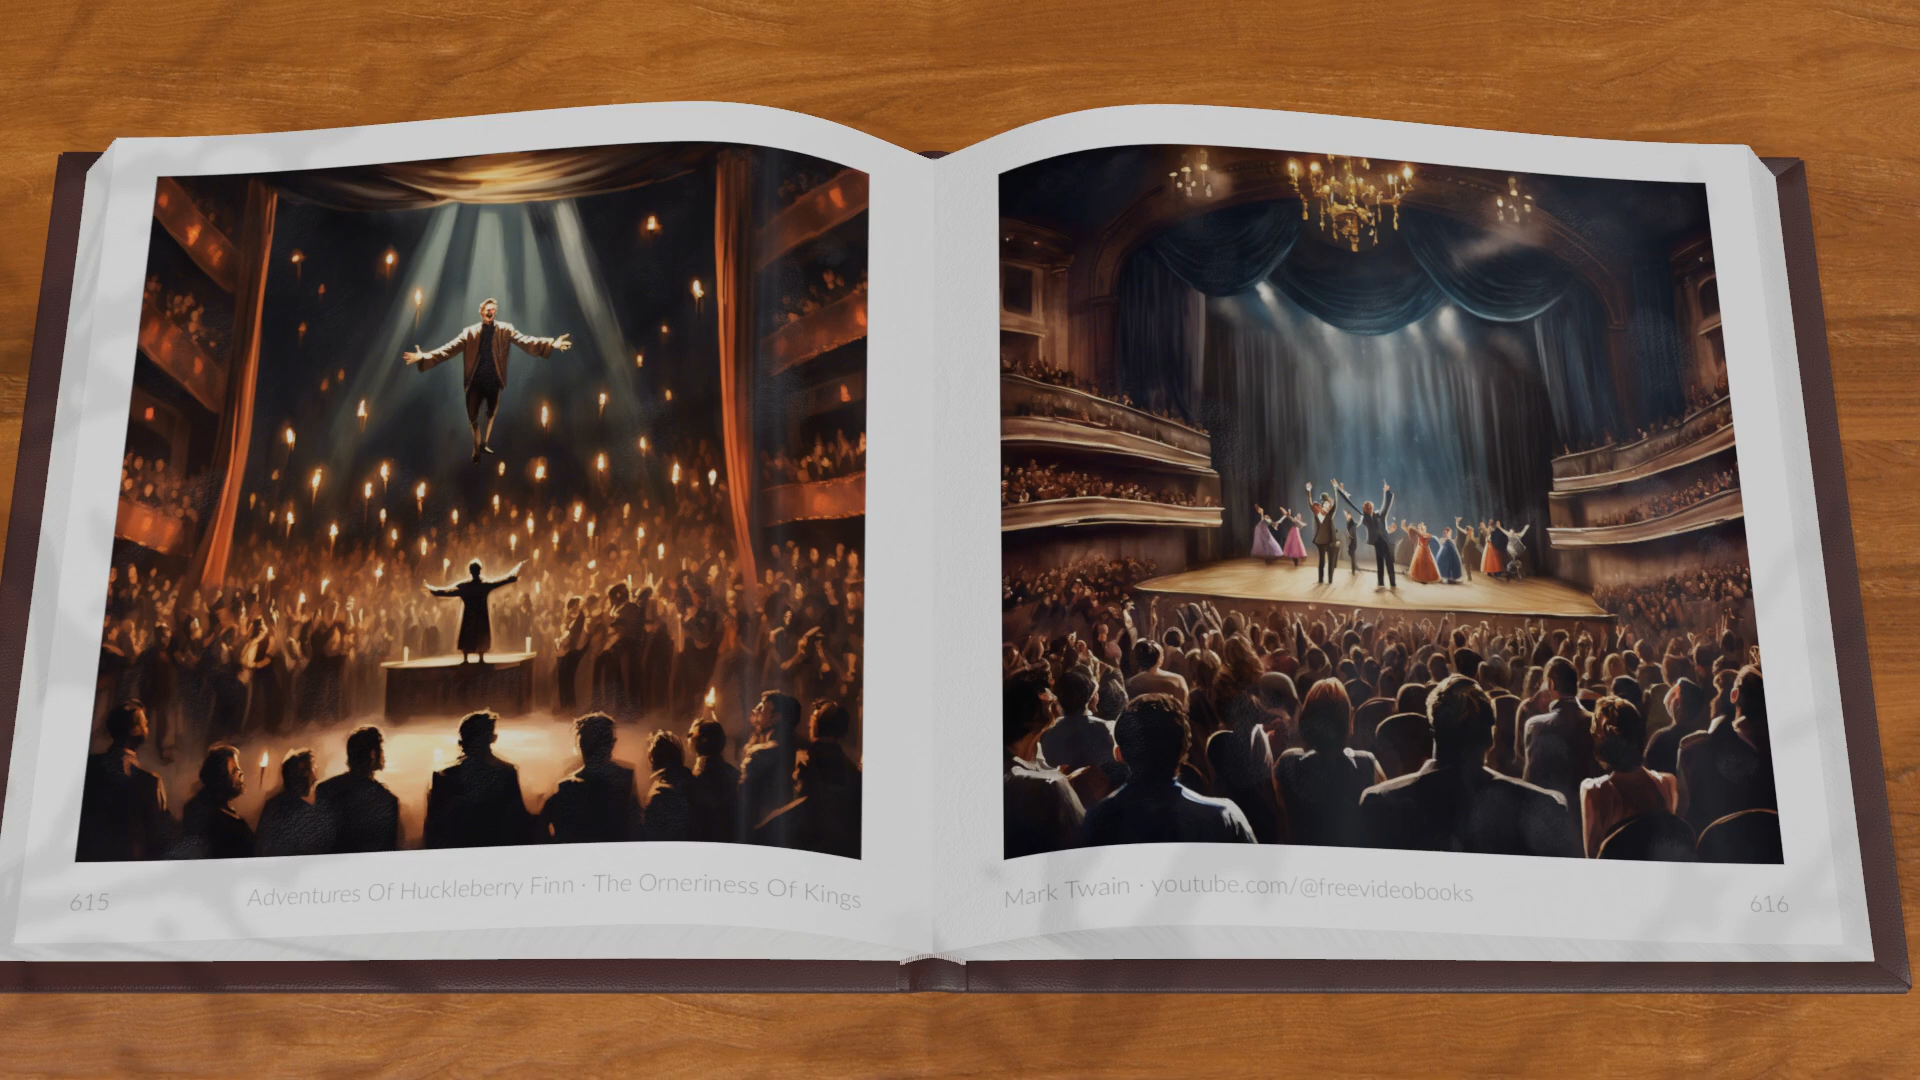 615
Adventures Of Huckleberry Finn · The Orneriness Of Kings
Mark Twain · youtube.com/@freevideobooks
616